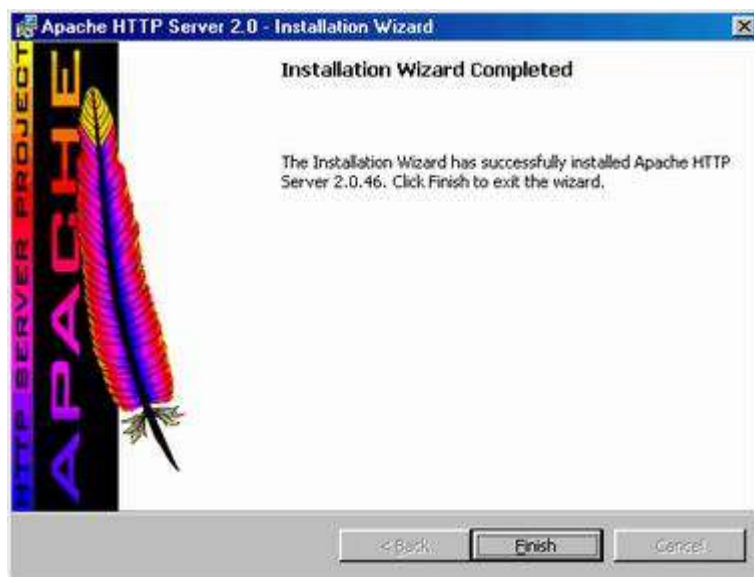 Apache HTTP Server 2.0 - Installation Wizard
HTTP SERVER PROJECT
APACHE
Installation Wizard Completed
The Installation Wizard has successfully installed Apache HTTP
Server 2.0.46. Click Finish to exit the wizard.
< Back
Finish
Cancel